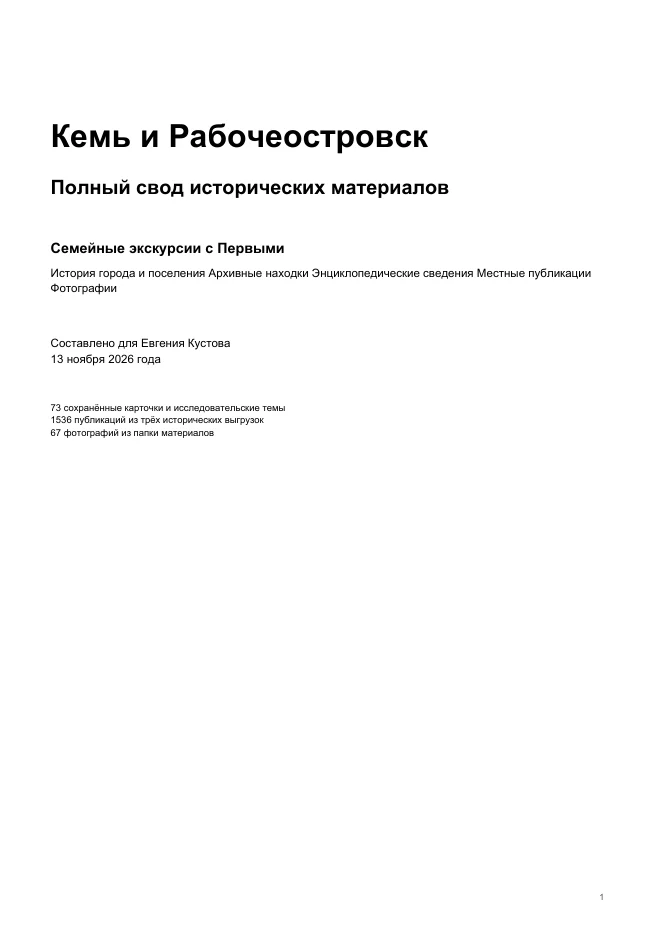 Кемь и Рабочеостровск
Полный свод исторических материалов
Семейные экскурсии с Первыми
История города и поселения Архивные находки Энциклопедические сведения Местные публикации
Фотографии
Составлено для Евгения Кустова
13 ноября 2026 года
73 сохранённые карточки и исследовательские темы
1536 публикаций из трёх исторических выгрузок
67 фотографий из папки материалов
1